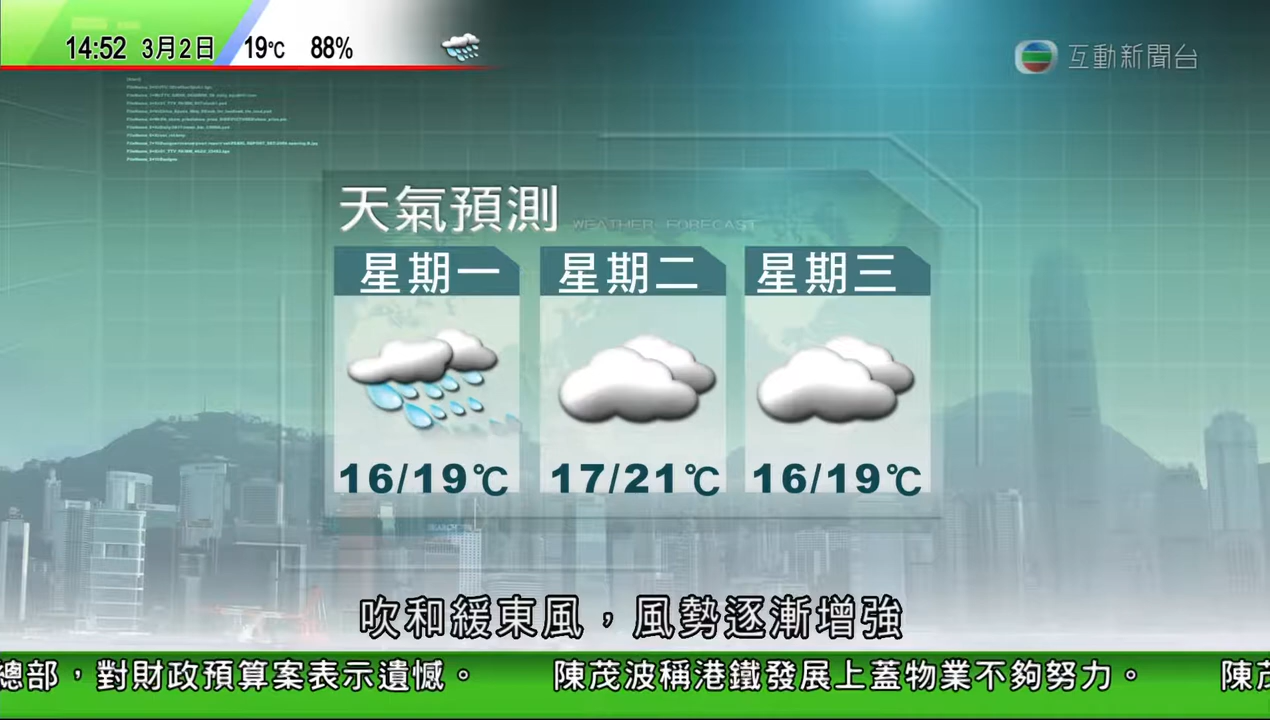 14:52 3月2日 19℃ 88%
互動新聞台
天氣預測 WEATHER FORECAST
星期一 星期二 星期三
16/19℃ 17/21℃ 16/19℃
吹和緩東風，風勢逐漸增強
總部，對財政預算案表示遺憾。 陳茂波稱港鐵發展上蓋物業不夠努力。 陳茂